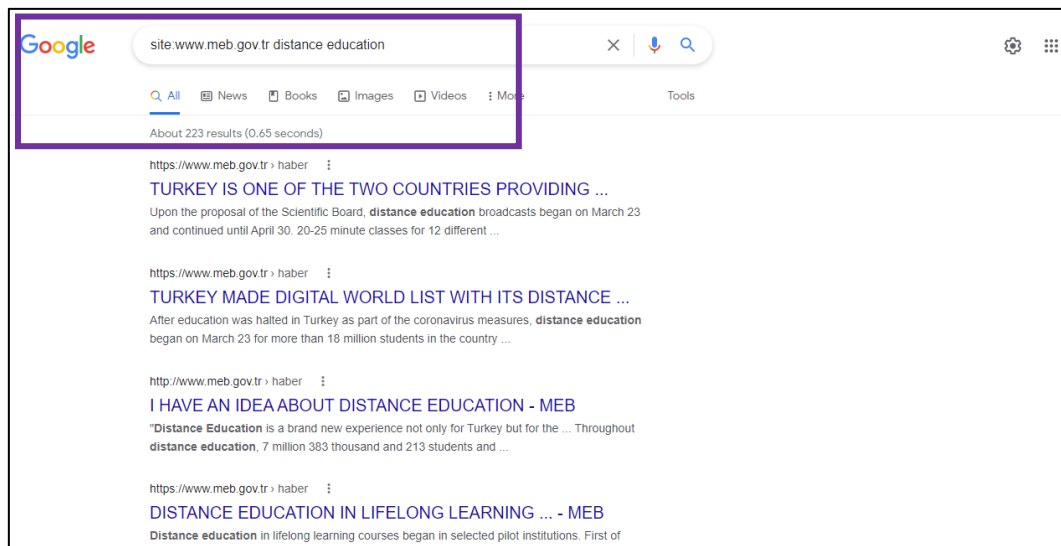 Google
site:www.meb.gov.tr distance education
All News Books Images Videos More Tools
About 223 results (0.65 seconds)
https://www.meb.gov.tr › haber
TURKEY IS ONE OF THE TWO COUNTRIES PROVIDING ...
Upon the proposal of the Scientific Board, distance education broadcasts began on March 23
and continued until April 30. 20-25 minute classes for 12 different ...
https://www.meb.gov.tr › haber
TURKEY MADE DIGITAL WORLD LIST WITH ITS DISTANCE ...
After education was halted in Turkey as part of the coronavirus measures, distance education
began on March 23 for more than 18 million students in the country ...
http://www.meb.gov.tr › haber
I HAVE AN IDEA ABOUT DISTANCE EDUCATION - MEB
"Distance Education is a brand new experience not only for Turkey but for the ... Throughout
distance education, 7 million 383 thousand and 213 students and ...
https://www.meb.gov.tr › haber
DISTANCE EDUCATION IN LIFELONG LEARNING ... - MEB
Distance education in lifelong learning courses began in selected pilot institutions. First of